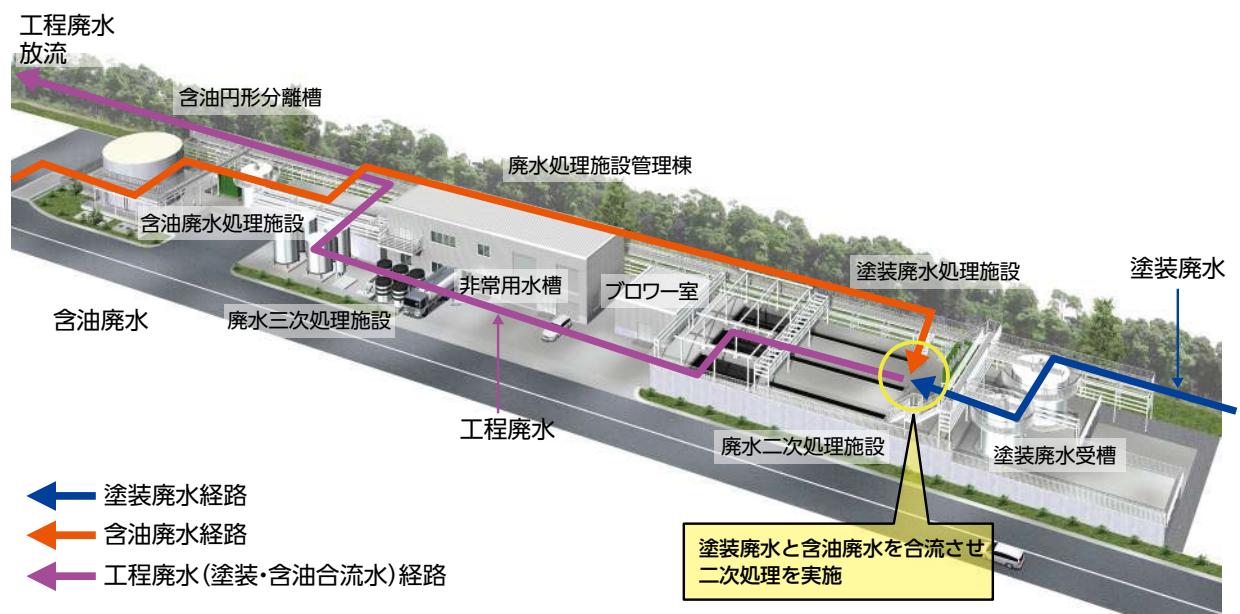 工程廃水
放流
含油円形分離槽
廃水処理施設管理棟
含油廃水処理施設
塗装廃水処理施設
塗装廃水
非常用水槽
ブロワー室
含油廃水
廃水三次処理施設
工程廃水
廃水二次処理施設
塗装廃水受槽
塗装廃水経路
含油廃水経路
工程廃水(塗装・含油合流水)経路
塗装廃水と含油廃水を合流させ
二次処理を実施